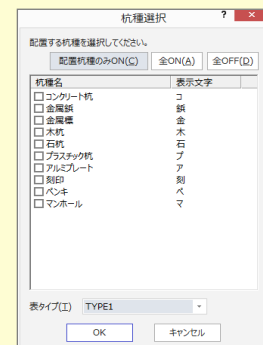 杭種選択 ? ×
配置する杭種を選択してください。
配置杭種のみON(C) 全ON(A) 全OFF(D)
杭種名 表示文字
コンクリート杭 コ
金属鋲 鋲
金属標 金
木杭 木
石杭 石
プラスチック杭 プ
アルミプレート ア
刻印 刻
ペンキ ペ
マンホール マ
表タイプ(T) TYPE1
OK キャンセル